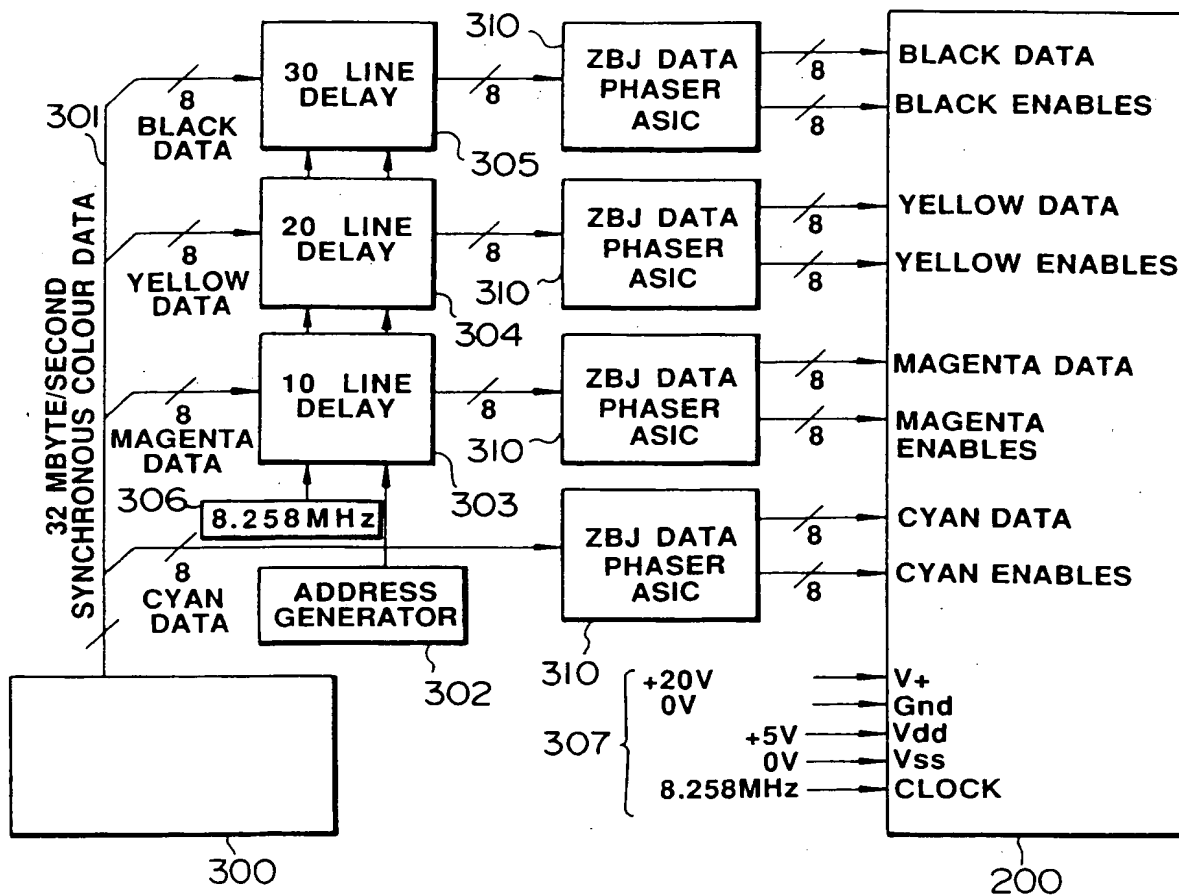 310
30 LINE
DELAY
8
BLACK
DATA
301
305
8
ZBJ DATA
PHASER
ASIC
8
BLACK DATA
8
BLACK ENABLES
32 MBYTE/SECOND
SYNCHRONOUS COLOUR DATA
8
YELLOW
DATA
20 LINE
DELAY
304
8
310
ZBJ DATA
PHASER
ASIC
8
YELLOW DATA
8
YELLOW ENABLES
8
MAGENTA
DATA
10 LINE
DELAY
303
8
310
ZBJ DATA
PHASER
ASIC
8
MAGENTA DATA
8
MAGENTA
ENABLES
306
8.258MHz
8
CYAN
DATA
ADDRESS
GENERATOR
302
ZBJ DATA
PHASER
ASIC
310
8
CYAN DATA
8
CYAN ENABLES
307
+20V
V+
0V
Gnd
+5V
Vdd
0V
Vss
8.258MHz
CLOCK
300
200